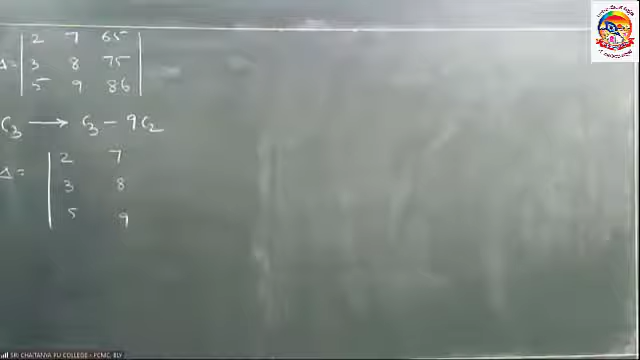 2 7 65
Δ= 3 8 75
5 9 86
C3 → C3 - 9C2
2 7
Δ= 3 8
5 9
SRI CHAITANYA PU COLLEGE - PCMC-BLY